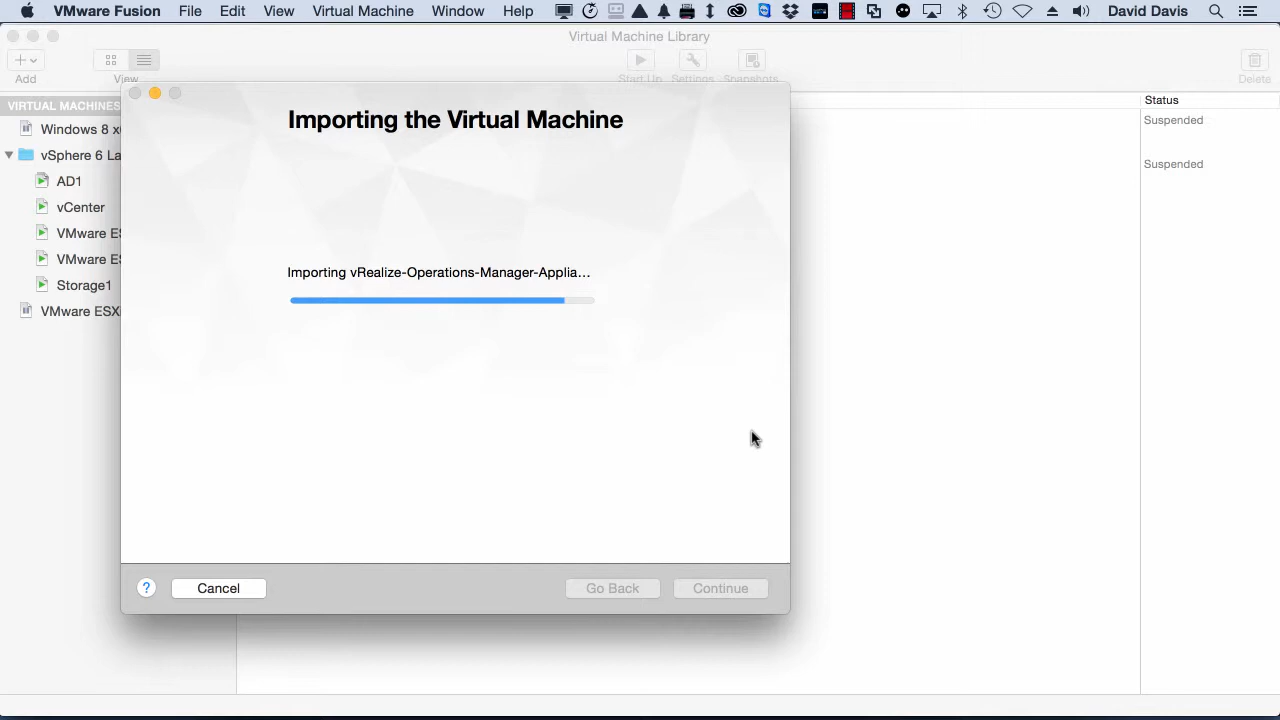 VMware Fusion File Edit View Virtual Machine Window Help David Davis
Virtual Machine Library
Add View Start Up Settings Snapshots Delete
VIRTUAL MACHINES
Status
Windows 8 x
Suspended
vSphere 6 La
Suspended
AD1
vCenter
VMware ES
VMware ES
Storage1
VMware ESX
Importing the Virtual Machine
Importing vRealize-Operations-Manager-Applia…
? Cancel Go Back Continue